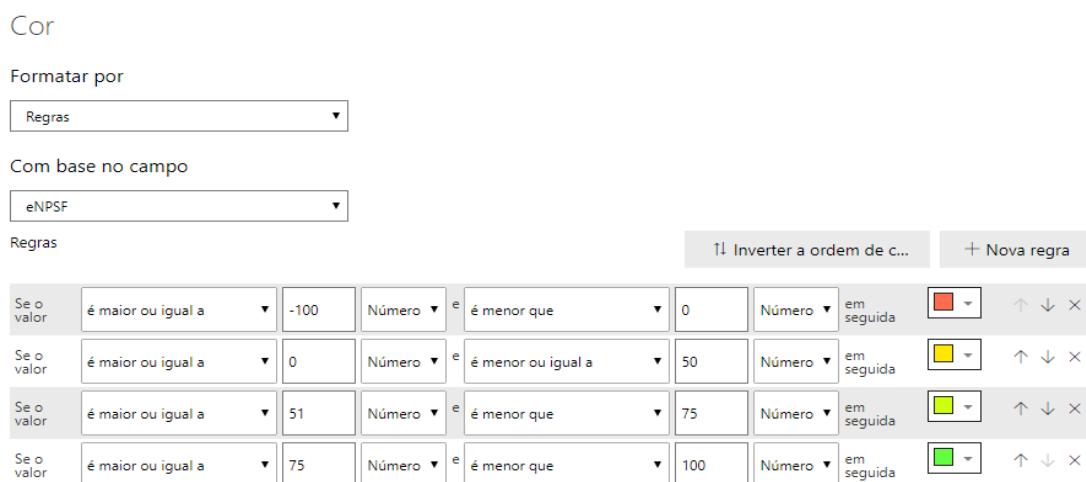 Cor
Formatar por
Regras
Com base no campo
eNPSF
Regras
Inverter a ordem de c...
Nova regra
Se o valor é maior ou igual a -100 Número e é menor que 0 Número em seguida
Se o valor é maior ou igual a 0 Número e é menor ou igual a 50 Número em seguida
Se o valor é maior ou igual a 51 Número e é menor que 75 Número em seguida
Se o valor é maior ou igual a 75 Número e é menor que 100 Número em seguida